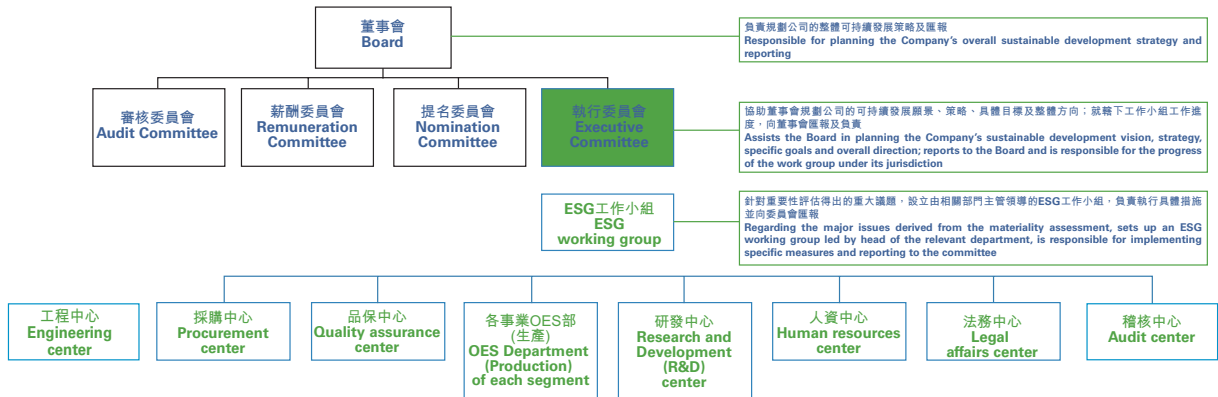 董事會
Board
負責規劃公司的整體可持續發展策略及匯報
Responsible for planning the Company's overall sustainable development strategy and
reporting
審核委員會
Audit Committee
薪酬委員會
Remuneration
Committee
提名委員會
Nomination
Committee
執行委員會
Executive
Committee
協助董事會規劃公司的可持續發展願景、策略、具體目標及整體方向；就轄下工作小組工作進
度，向董事會匯報及負責
Assists the Board in planning the Company's sustainable development vision, strategy,
specific goals and overall direction; reports to the Board and is responsible for the progress
of the work group under its jurisdiction
ESG工作小組
ESG
working group
針對重要性評估得出的重大議題，設立由相關部門主管領導的ESG工作小組，負責執行具體措施
並向委員會匯報
Regarding the major issues derived from the materiality assessment, sets up an ESG
working group led by head of the relevant department, is responsible for implementing
specific measures and reporting to the committee
工程中心
Engineering
center
採購中心
Procurement
center
品保中心
Quality assurance
center
各事業OES部
(生產)
OES Department
(Production)
of each segment
研發中心
Research and
Development
(R&D)
center
人資中心
Human resources
center
法務中心
Legal
affairs center
稽核中心
Audit center